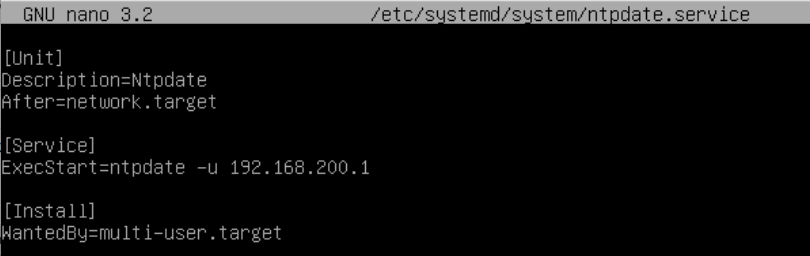 GNU nano 3.2 /etc/systemd/system/ntpdate.service
[Unit]
Description=Ntpdate
After=network.target
[Service]
ExecStart=ntpdate -u 192.168.200.1
[Install]
WantedBy=multi-user.target